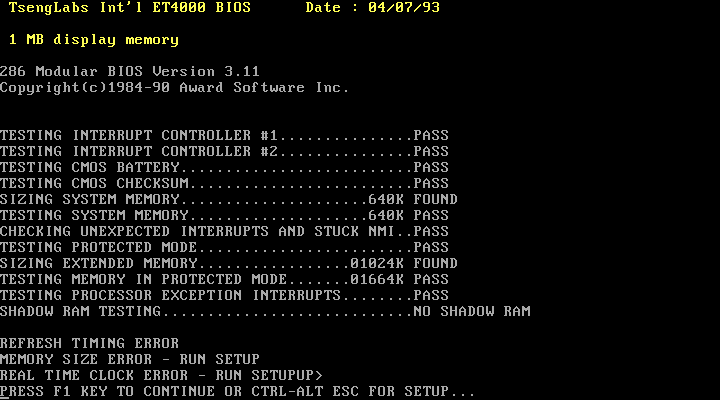 TsengLabs Int'l ET4000 BIOS      Date : 04/07/93
1 MB display memory
286 Modular BIOS Version 3.11
Copyright(c)1984-90 Award Software Inc.
TESTING INTERRUPT CONTROLLER #1...............PASS
TESTING INTERRUPT CONTROLLER #2...............PASS
TESTING CMOS BATTERY..........................PASS
TESTING CMOS CHECKSUM.........................PASS
SIZING SYSTEM MEMORY.....................640K FOUND
TESTING SYSTEM MEMORY....................640K PASS
CHECKING UNEXPECTED INTERRUPTS AND STUCK NMI..PASS
TESTING PROTECTED MODE........................PASS
SIZING EXTENDED MEMORY.................01024K FOUND
TESTING MEMORY IN PROTECTED MODE.......01664K PASS
TESTING PROCESSOR EXCEPTION INTERRUPTS........PASS
SHADOW RAM TESTING............................NO SHADOW RAM
REFRESH TIMING ERROR
MEMORY SIZE ERROR - RUN SETUP
REAL TIME CLOCK ERROR - RUN SETUPUP>
PRESS F1 KEY TO CONTINUE OR CTRL-ALT ESC FOR SETUP...